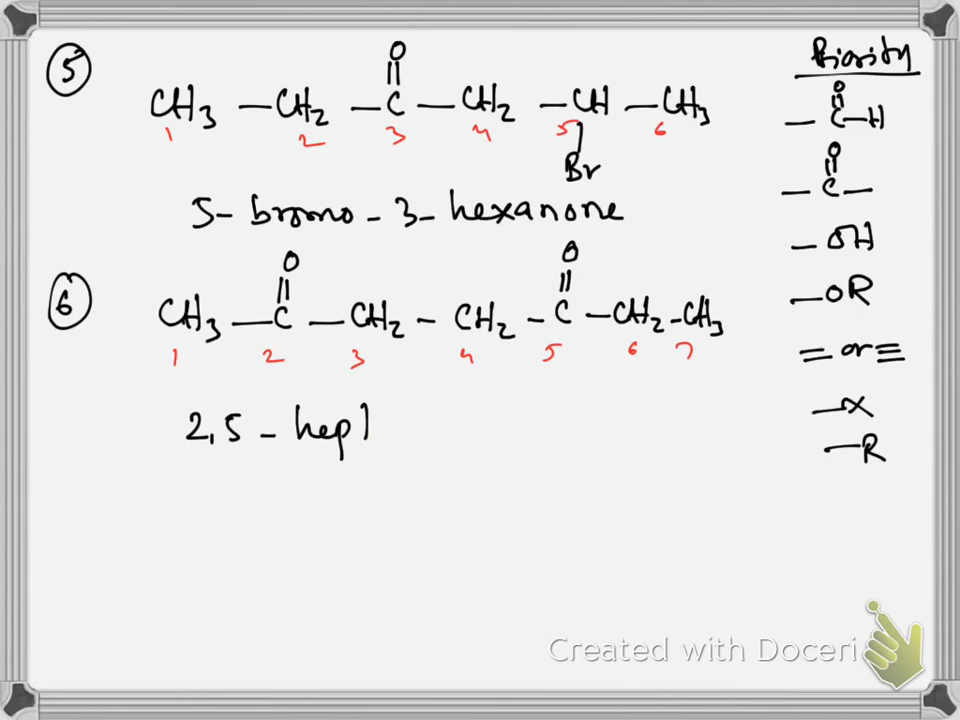 Priority
⑤
O
||
CH3 — CH2 — C — CH2 — CH — CH3
1 2 3 4 5 6
Br
5 - bromo - 3 - hexanone
⑥
O O
|| ||
CH3 — C — CH2 - CH2 - C - CH2 - CH3
1 2 3 4 5 6 7
2,5 - hep
O
||
— C — H
O
||
— C —
— OH
— OR
= or ≡
— X
— R
Created with Doceri